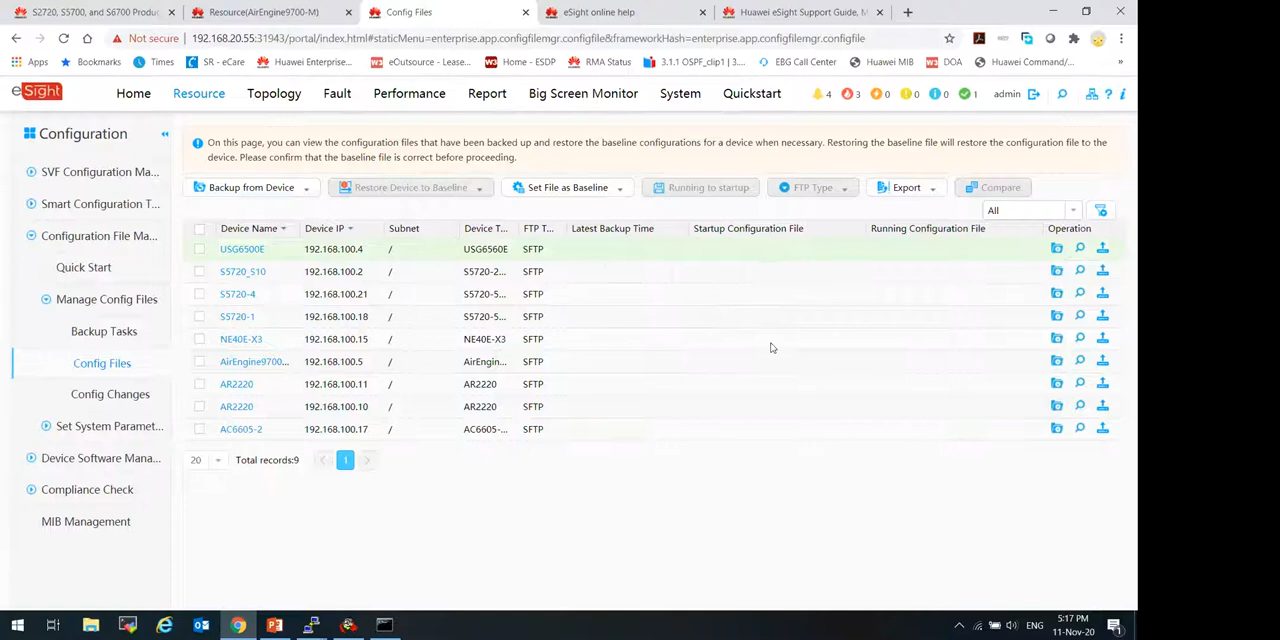 S2720, S5700, and S6700 Produ
Resource(AirEngine9700-M)
Config Files
eSight online help
Huawei eSight Support Guide, M
Not secure 192.168.20.55:31943/portal/index.html#staticMenu=enterprise.app.configfilemgr.configfile&frameworkHash=enterprise.app.configfilemgr.configfile
Apps Bookmarks Times SR - eCare Huawei Enterprise... eOutsource - Lease... Home - ESDP RMA Status 3.1.1 OSPF_clip1 | 3.... EBG Call Center Huawei MIB DOA Huawei Command/... »
eSight Home Resource Topology Fault Performance Report Big Screen Monitor System Quickstart 4 3 0 0 0 1 admin
Configuration
SVF Configuration Ma...
Smart Configuration T...
Configuration File Ma...
Quick Start
Manage Config Files
Backup Tasks
Config Files
Config Changes
Set System Paramet...
Device Software Mana...
Compliance Check
MIB Management
On this page, you can view the configuration files that have been backed up and restore the baseline configurations for a device when necessary. Restoring the baseline file will restore the configuration file to the
device. Please confirm that the baseline file is correct before proceeding.
Backup from Device Restore Device to Baseline Set File as Baseline Running to startup FTP Type Export Compare
All
Device Name Device IP Subnet Device T... FTP T... Latest Backup Time Startup Configuration File Running Configuration File Operation
USG6500E 192.168.100.4 / USG6560E SFTP
S5720_S10 192.168.100.2 / S5720-2... SFTP
S5720-4 192.168.100.21 / S5720-5... SFTP
S5720-1 192.168.100.18 / S5720-5... SFTP
NE40E-X3 192.168.100.15 / NE40E-X3 SFTP
AirEngine9700... 192.168.100.5 / AirEngin... SFTP
AR2220 192.168.100.11 / AR2220 SFTP
AR2220 192.168.100.10 / AR2220 SFTP
AC6605-2 192.168.100.17 / AC6605-... SFTP
20 Total records:9 1
ENG
5:17 PM
11-Nov-20
1